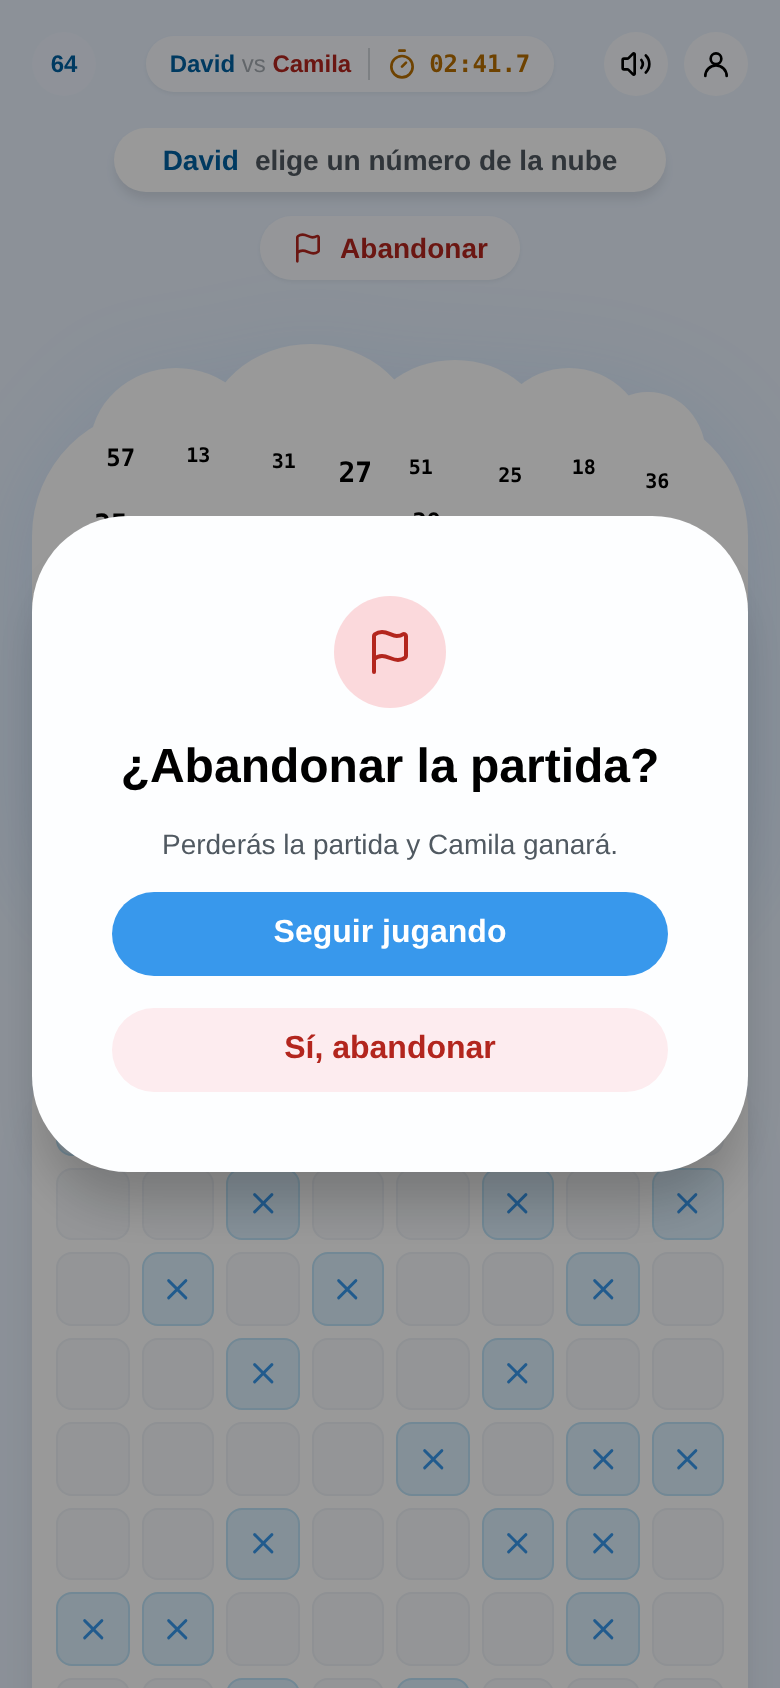 64
David vs Camila 02:41.7
David elige un número de la nube
Abandonar
57 13 31 27 51 25 18 36
¿Abandonar la partida?
Perderás la partida y Camila ganará.
Seguir jugando
Sí, abandonar